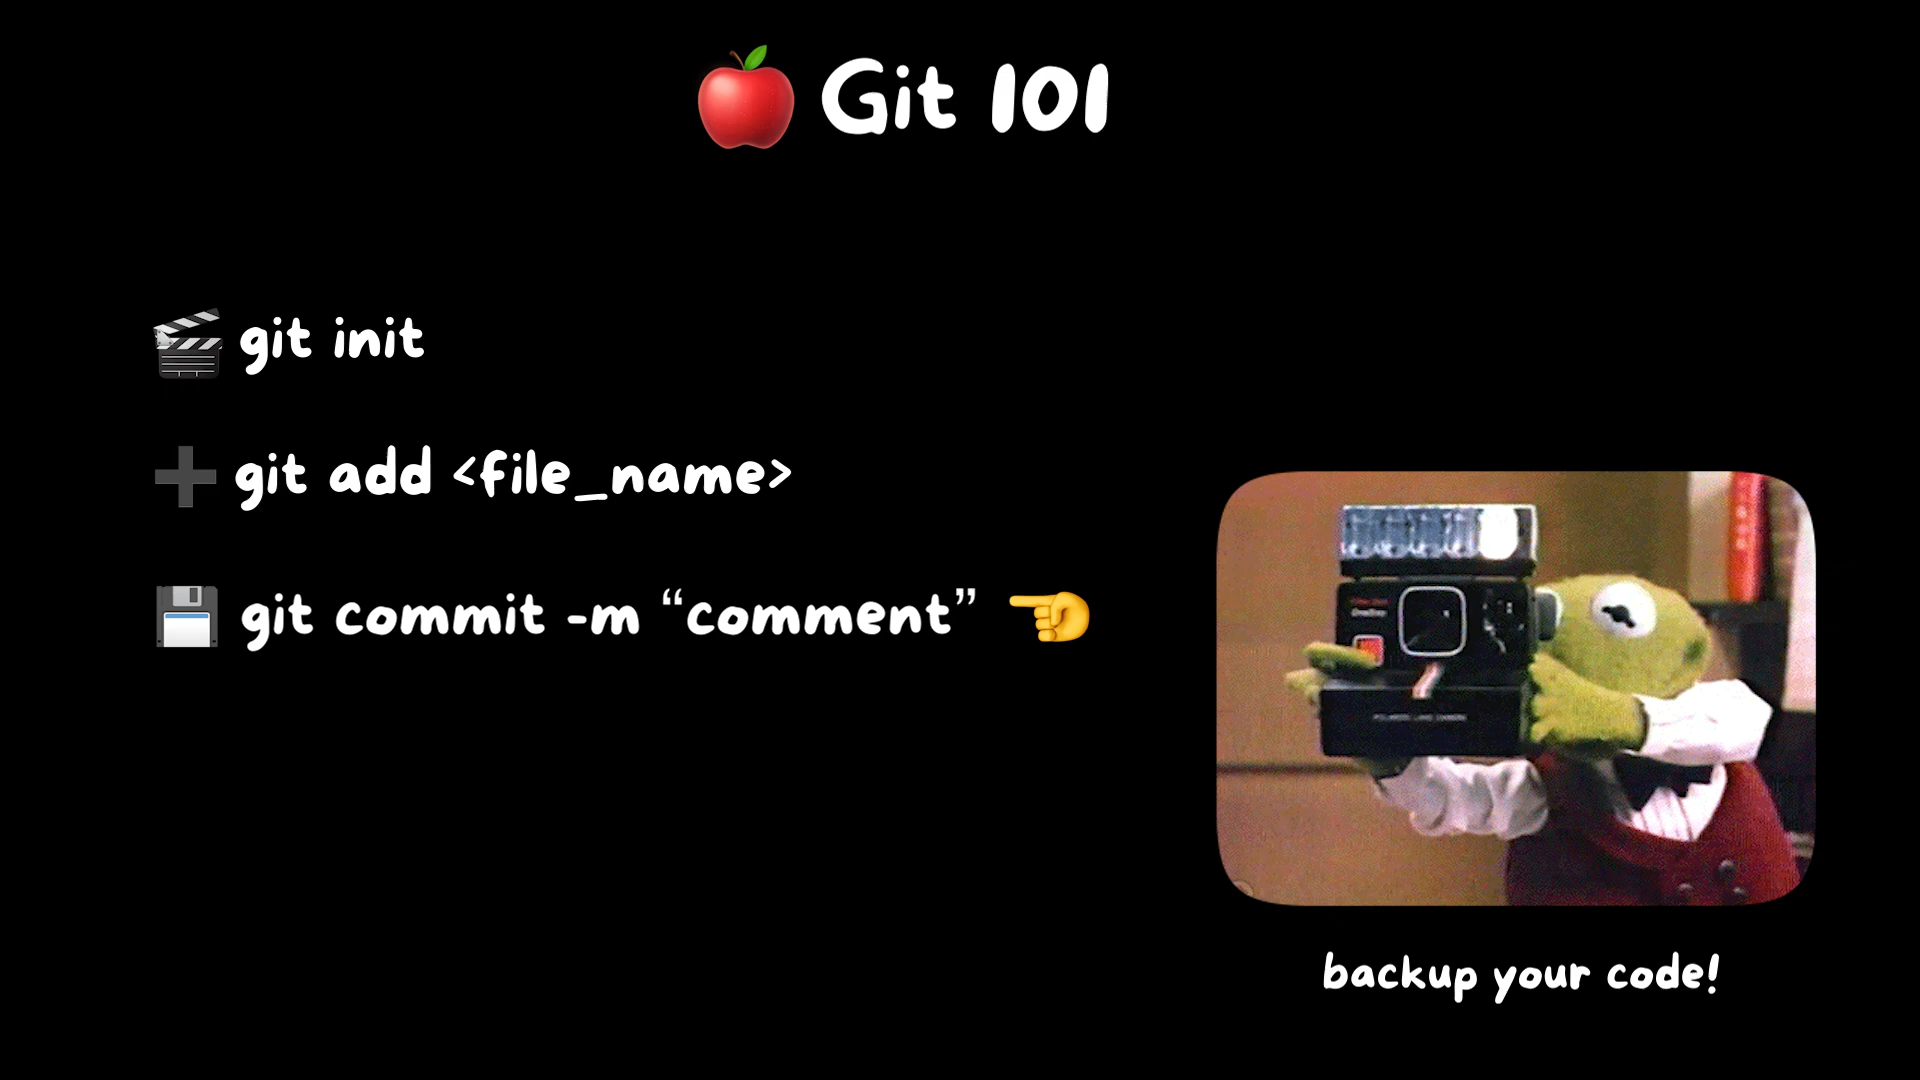 🍎 Git 101
🎬 git init
➕ git add <file_name>
💾 git commit -m “comment” 👈
backup your code!